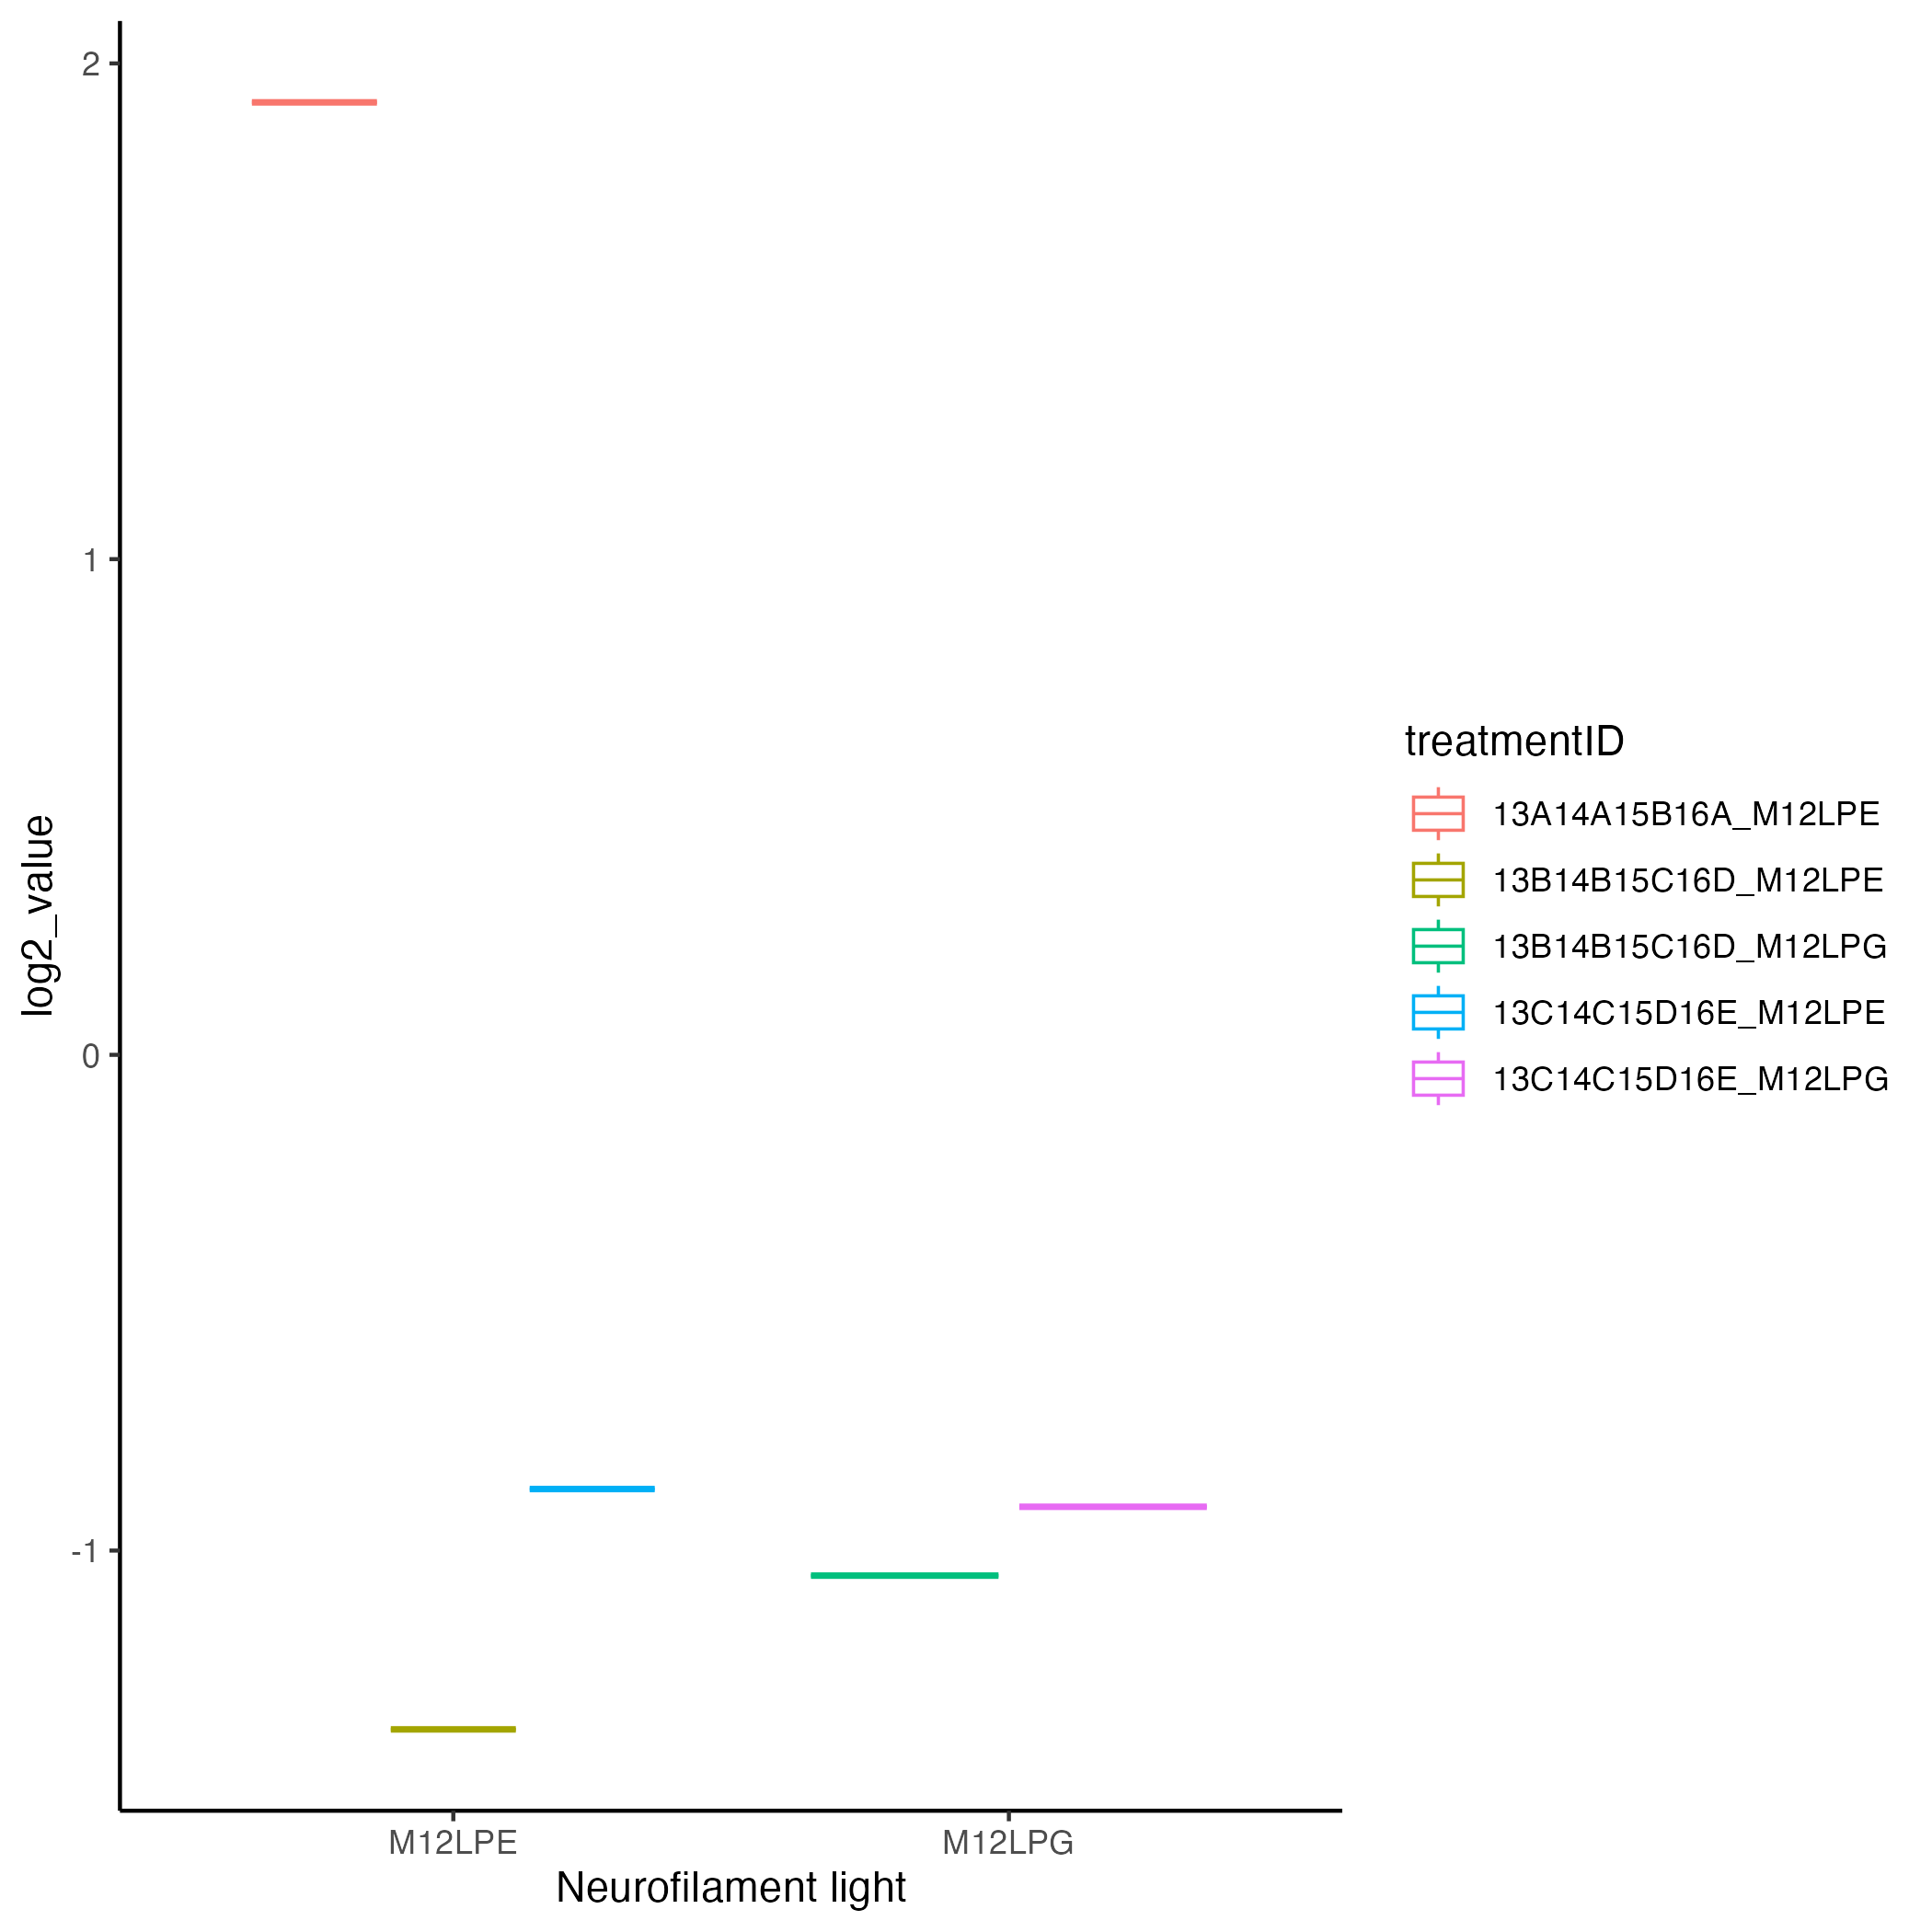 2
1
0
-1
log2_value
M12LPE
M12LPG
Neurofilament light
treatmentID
13A14A15B16A_M12LPE
13B14B15C16D_M12LPE
13B14B15C16D_M12LPG
13C14C15D16E_M12LPE
13C14C15D16E_M12LPG